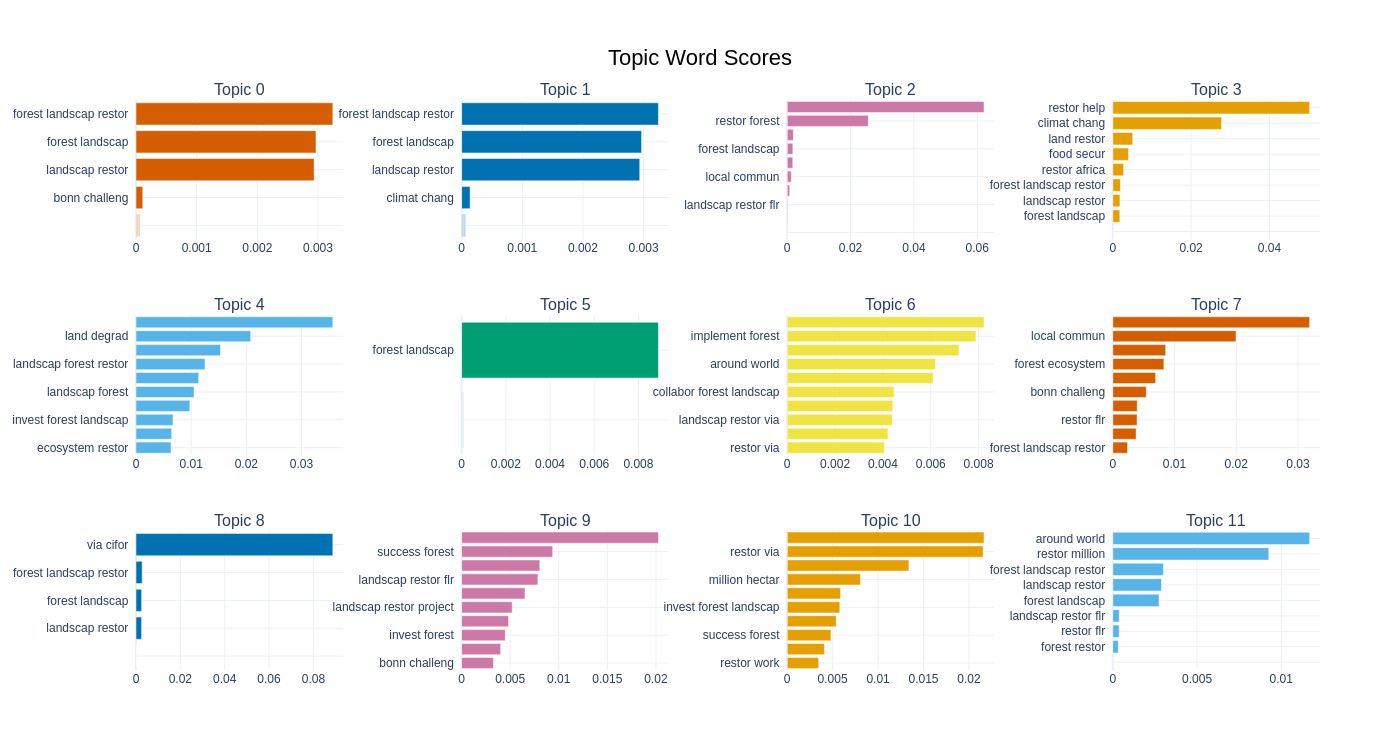 Topic Word Scores
Topic 0
forest landscap restor
forest landscap
landscap restor
bonn challeng
0 0.001 0.002 0.003
Topic 1
forest landscap restor
forest landscap
landscap restor
climat chang
0 0.001 0.002 0.003
Topic 2
restor forest
forest landscap
local commun
landscap restor flr
0 0.02 0.04 0.06
Topic 3
restor help
climat chang
land restor
food secur
restor africa
forest landscap restor
landscap restor
forest landscap
0 0.02 0.04
Topic 4
land degrad
landscap forest restor
landscap forest
invest forest landscap
ecosystem restor
0 0.01 0.02 0.03
Topic 5
forest landscap
0 0.002 0.004 0.006 0.008
Topic 6
implement forest
around world
collabor forest landscap
landscap restor via
restor via
0 0.002 0.004 0.006 0.008
Topic 7
local commun
forest ecosystem
bonn challeng
restor flr
forest landscap restor
0 0.01 0.02 0.03
Topic 8
via cifor
forest landscap restor
forest landscap
landscap restor
0 0.02 0.04 0.06 0.08
Topic 9
success forest
landscap restor flr
landscap restor project
invest forest
bonn challeng
0 0.005 0.01 0.015 0.02
Topic 10
restor via
million hectar
invest forest landscap
success forest
restor work
0 0.005 0.01 0.015 0.02
Topic 11
around world
restor million
forest landscap restor
landscap restor
forest landscap
landscap restor flr
restor flr
forest restor
0 0.005 0.01